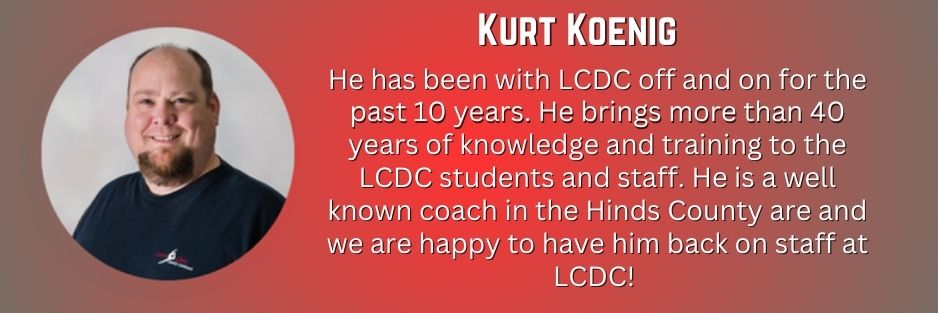 Kurt Koenig
He has been with LCDC off and on for the
past 10 years. He brings more than 40
years of knowledge and training to the
LCDC students and staff. He is a well
known coach in the Hinds County are and
we are happy to have him back on staff at
LCDC!